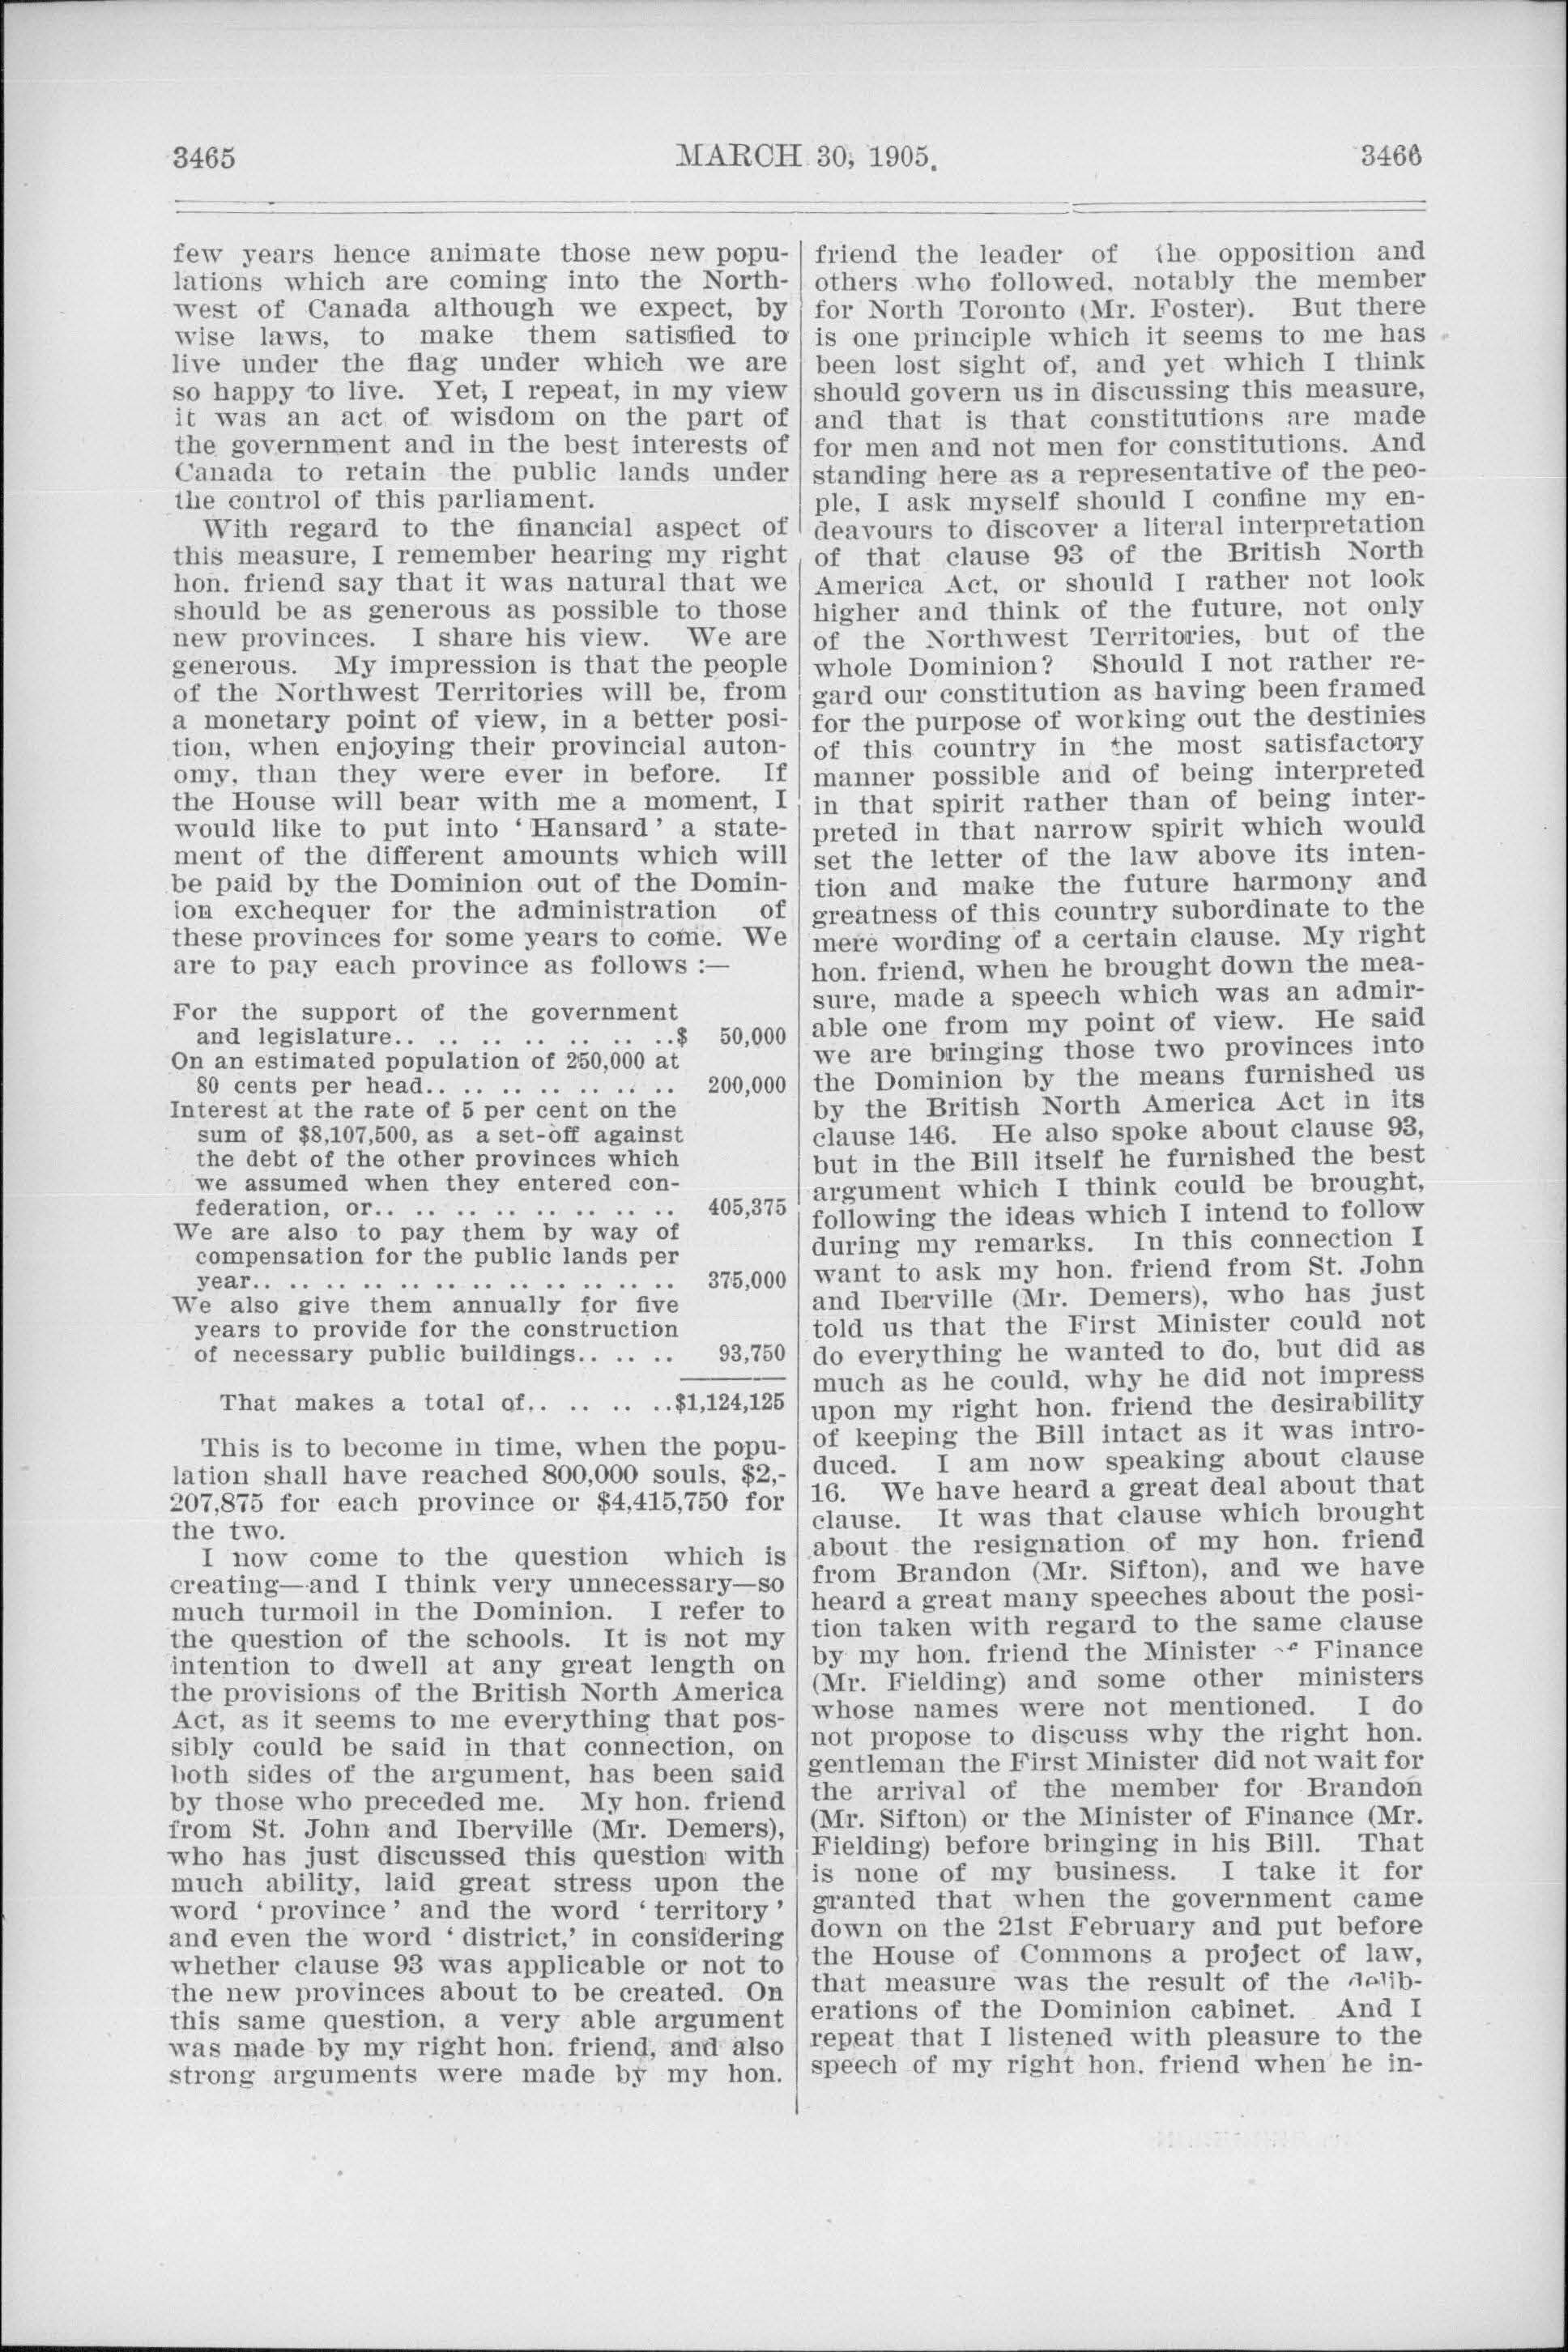 3465
MARCH 30, 1905.
3466
few years hence animate those new popu-
lations which are coming into the North-
west of Canada although we expect, by
wise laws, to make them satisfied to
live under the flag under which we are
so happy to live. Yet, I repeat, in my view
it was an act of wisdom on the part of
the government and in the best interests of
Canada to retain the public lands under
the control of this parliament.
With regard to the financial aspect of
this measure, I remember hearing my right
hon. friend say that it was natural that we
should be as generous as possible to those
new provinces. I share his view. We are
generous. My impression is that the people
of the Northwest Territories will be, from
a monetary point of view, in a better posi-
tion, when enjoying their provincial auton-
omy, than they were ever in before. If
the House will bear with me a moment, I
would like to put into ‘ Hansard ’ a state-
ment of the different amounts which will
be paid by the Dominion out of the Domin-
ion exchequer for the administration of
these provinces for some years to come. We
are to pay each province as follows :—
For the support of the government
and legislature.. .. .. .. .. .. ..$ 50,000
On an estimated population of 250,000 at
80 cents per head.. .. .. .. .. .. .. 200,000
Interest at the rate of 5 per cent on the
sum of $8,107,500, as a set-off against
the debt of the other provinces which
we assumed when they entered con-
federation, or.. .. .. .. .. .. .. .. 405,375
We are also to pay them by way of
compensation for the public lands per
year.. .. .. .. .. .. .. .. .. .. .. .. 375,000
We also give them annually for five
years to provide for the construction
of necessary public buildings.. .. .. 93,750
That makes a total of.. .. .. ..$1,124,125
This is to become in time, when the popu-
lation shall have reached 800,000 souls, $2,-
207,875 for each province or $4,415,750 for
the two.
I now come to the question which is
creating—and I think very unnecessary—so
much turmoil in the Dominion. I refer to
the question of the schools. It is not my
intention to dwell at any great length on
the provisions of the British North America
Act, as it seems to me everything that pos-
sibly could be said in that connection, on
both sides of the argument, has been said
by those who preceded me. My hon. friend
from St. John and Iberville (Mr. Demers),
who has just discussed this question with
much ability, laid great stress upon the
word ‘ province ’ and the word ‘ territory ’
and even the word ‘ district,’ in considering
whether clause 93 was applicable or not to
the new provinces about to be created. On
this same question, a very able argument
was made by my right hon. friend, and also
strong arguments were made by my hon.
friend the leader of the opposition and
others who followed, notably the member
for North Toronto (Mr. Foster). But there
is one principle which it seems to me has
been lost sight of, and yet which I think
should govern us in discussing this measure,
and that is that constitutions are made
for men and not men for constitutions. And
standing here as a representative of the peo-
ple, I ask myself should I confine my en-
deavours to discover a literal interpretation
of that clause 93 of the British North
America Act, or should I rather not look
higher and think of the future, not only
of the Northwest Territories, but of the
whole Dominion? Should I not rather re-
gard our constitution as having been framed
for the purpose of working out the destinies
of this country in the most satisfactory
manner possible and of being interpreted
in that spirit rather than of being inter-
preted in that narrow spirit which would
set the letter of the law above its inten-
tion and make the future harmony and
greatness of this country subordinate to the
mere wording of a certain clause. My right
hon. friend, when he brought down the mea-
sure, made a speech which was an admir-
able one from my point of view. He said
we are bringing those two provinces into
the Dominion by the means furnished us
by the British North America Act in its
clause 146. He also spoke about clause 93,
but in the Bill itself he furnished the best
argument which I think could be brought,
following the ideas which I intend to follow
during my remarks. In this connection I
want to ask my hon. friend from St. John
and Iberville (Mr. Demers), who has just
told us that the First Minister could not
do everything he wanted to do, but did as
much as he could, why he did not impress
upon my right hon. friend the desirability
of keeping the Bill intact as it was intro-
duced. I am now speaking about clause
16. We have heard a great deal about that
clause. It was that clause which brought
about the resignation of my hon. friend
from Brandon (Mr. Sifton), and we have
heard a great many speeches about the posi-
tion taken with regard to the same clause
by my hon. friend the Minister Finance
(Mr. Fielding) and some other ministers
whose names were not mentioned. I do
not propose to discuss why the right hon.
gentleman the First Minister did not wait for
the arrival of the member for Brandon
(Mr. Sifton) or the Minister of Finance (Mr.
Fielding) before bringing in his Bill. That
is none of my business. I take it for
granted that when the government came
down on the 21st February and put before
the House of Commons a project of law,
that measure was the result of the delib-
erations of the Dominion cabinet. And I
repeat that I listened with pleasure to the
speech of my right hon. friend when he in-